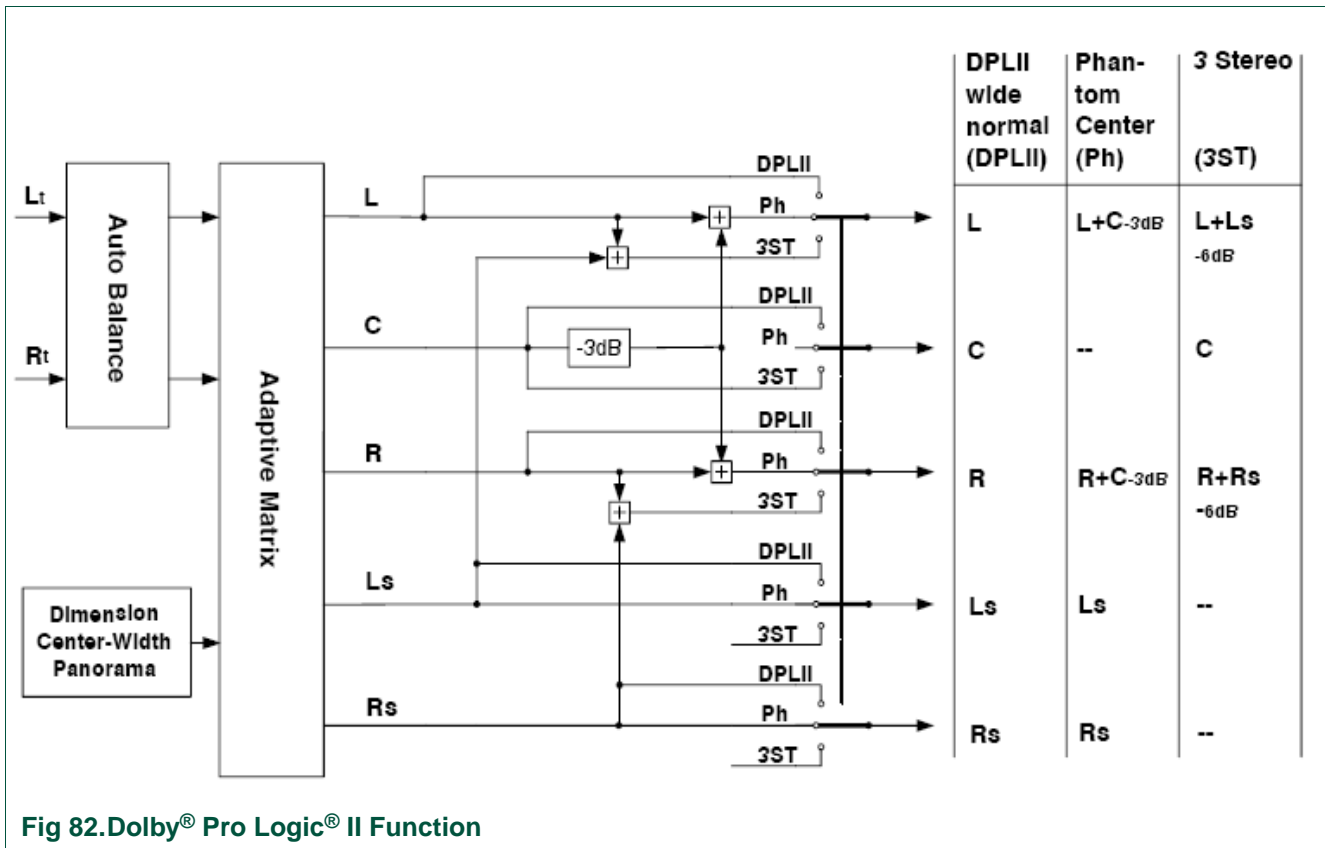 DPLII
wide
normal
(DPLII)
Phan-
tom
Center
(Ph)
3 Stereo
(3ST)
Lt
Rt
Auto Balance
Adaptive Matrix
Dimension
Center-Width
Panorama
L
DPLII
Ph
3ST
+
+
L
L+C-3dB
L+Ls
-6dB
C
-3dB
DPLII
Ph
3ST
C
--
C
R
DPLII
Ph
3ST
+
+
R
R+C-3dB
R+Rs
-6dB
Ls
DPLII
Ph
3ST
Ls
Ls
--
Rs
DPLII
Ph
3ST
Rs
Rs
--
Fig 82.Dolby® Pro Logic® II Function